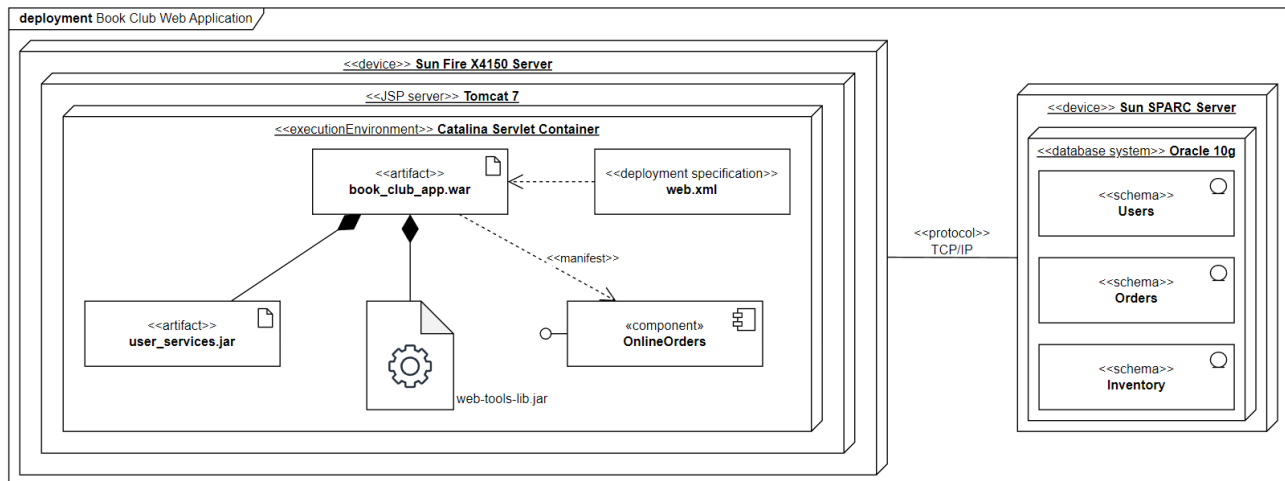 deployment Book Club Web Application
<<device>> Sun Fire X4150 Server
<<JSP server>> Tomcat 7
<<executionEnvironment>> Catalina Servlet Container
<<artifact>>
book_club_app.war
<<deployment specification>>
web.xml
<<manifest>>
<<artifact>>
user_services.jar
web-tools-lib.jar
«component»
OnlineOrders
<<protocol>>
TCP/IP
<<device>> Sun SPARC Server
<<database system>> Oracle 10g
<<schema>>
Users
<<schema>>
Orders
<<schema>>
Inventory